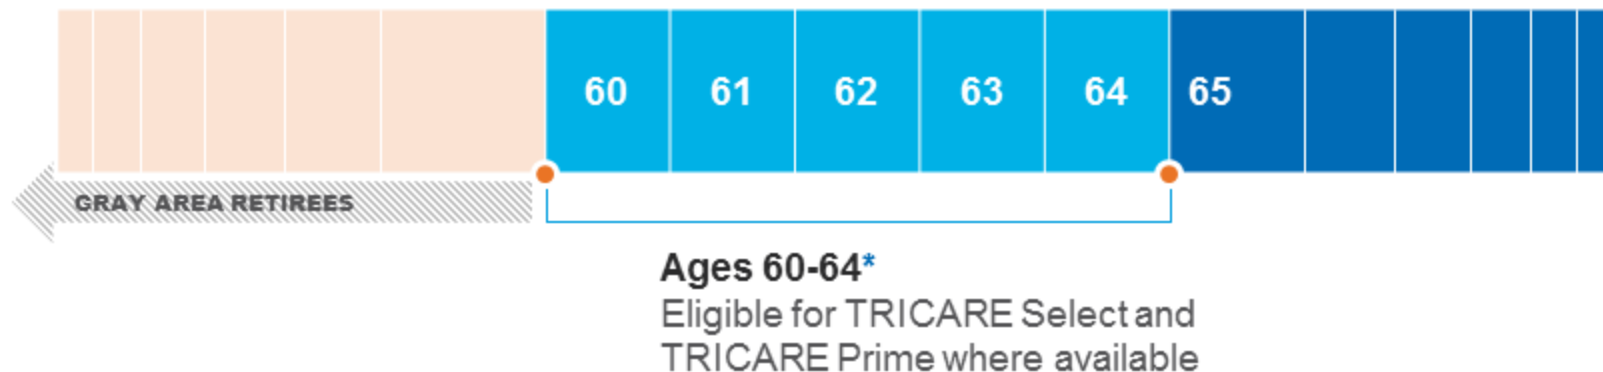 60 61 62 63 64 65
GRAY AREA RETIREES
Ages 60-64*
Eligible for TRICARE Select and
TRICARE Prime where available